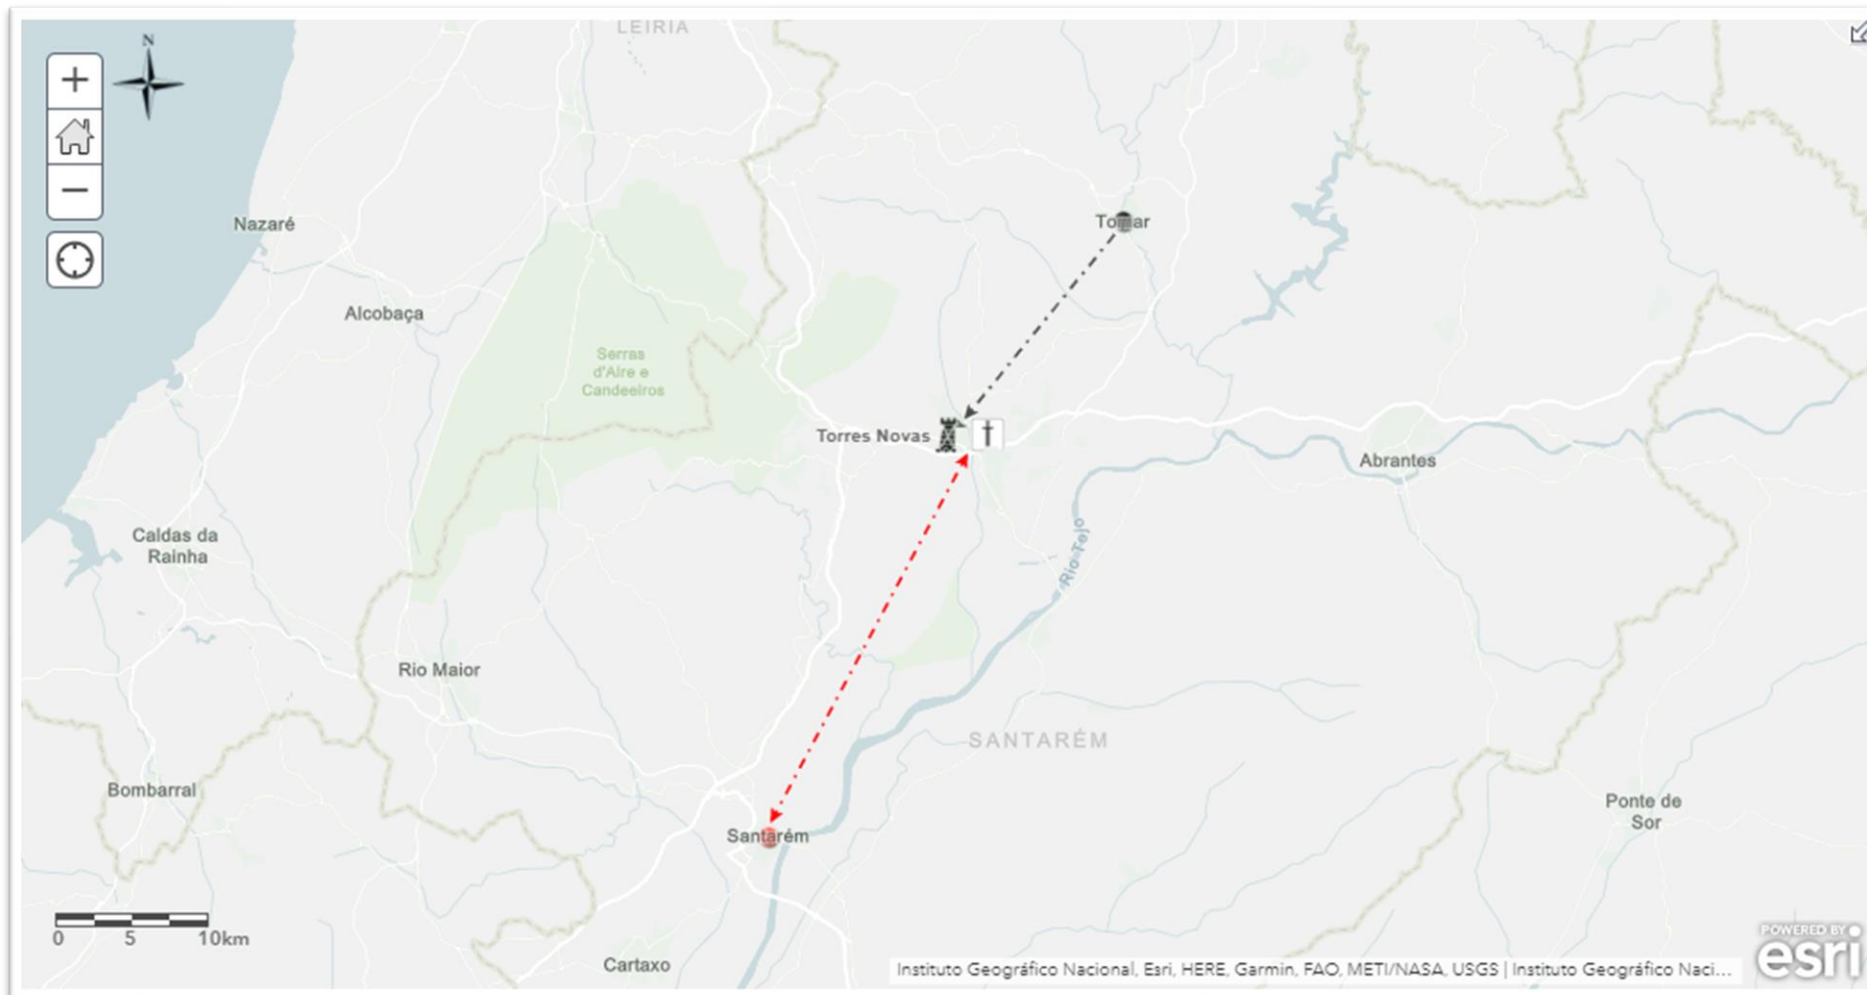 LEIRIA
N
+
−
Nazaré
Tomar
Alcobaça
Serras
d'Aire e
Candeeiros
Torres Novas
Abrantes
Caldas da
Rainha
Rio Tejo
Rio Maior
SANTARÉM
Bombarral
Ponte de
Sor
Santarém
0 5 10km
Cartaxo
POWERED BY
esri
Instituto Geográfico Nacional, Esri, HERE, Garmin, FAO, METI/NASA, USGS | Instituto Geográfico Naci...